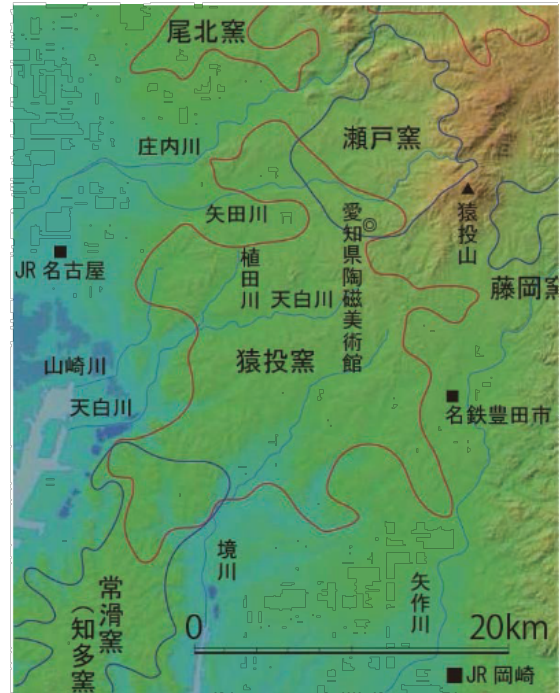 尾北窯
瀬戸窯
庄内川
矢田川
愛知県陶磁美術館
▲
猿投山
JR 名古屋
植田川
天白川
藤岡窯
猿投窯
山崎川
天白川
名鉄豊田市
境川
矢作川
常滑窯
(知多窯
0 20km
JR 岡崎